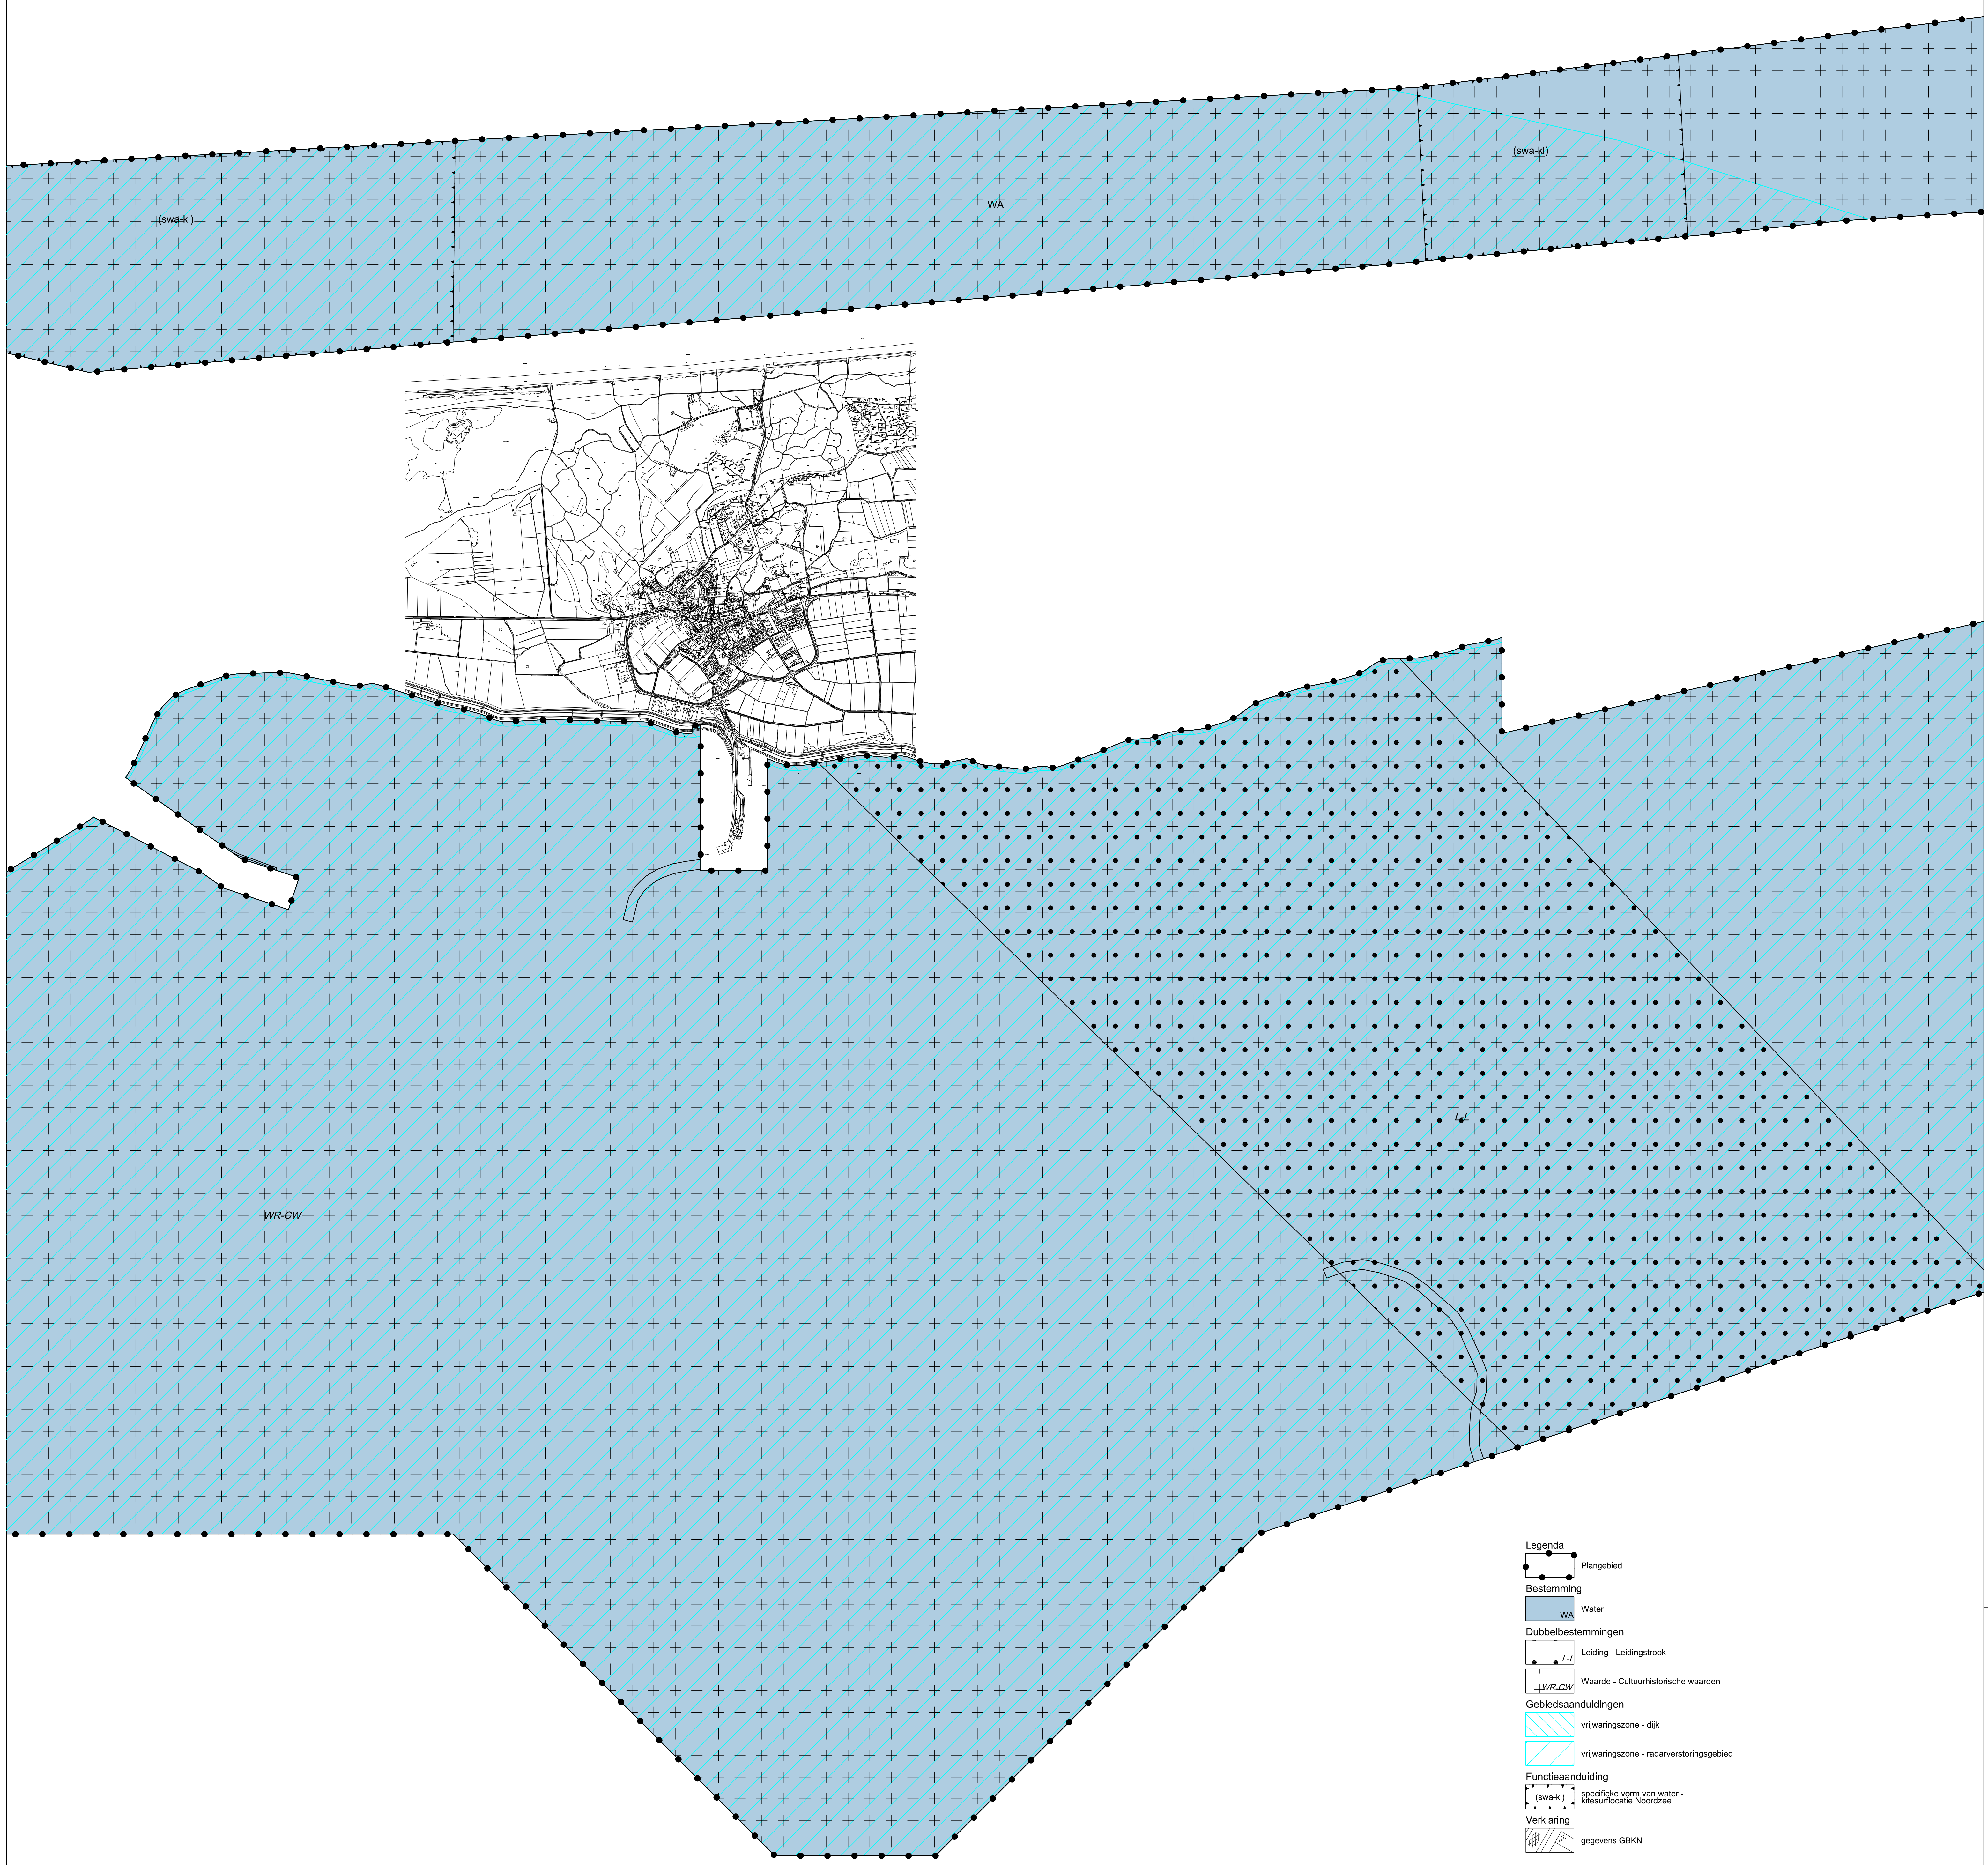 (swa-kl)
(swa-kl)
WA
L-L
WR-CW
Legenda
Plangebied
Bestemming
WA
Water
Dubbelbestemmingen
L-L
Leiding - Leidingstrook
WR-CW
Waarde - Cultuurhistorische waarden
Gebiedsaanduidingen
vrijwaringszone - dijk
vrijwaringszone - radarverstoringsgebied
Functieaanduiding
(swa-kl)
specifieke vorm van water -
kitesurflocatie Noordzee
Verklaring
gegevens GBKN